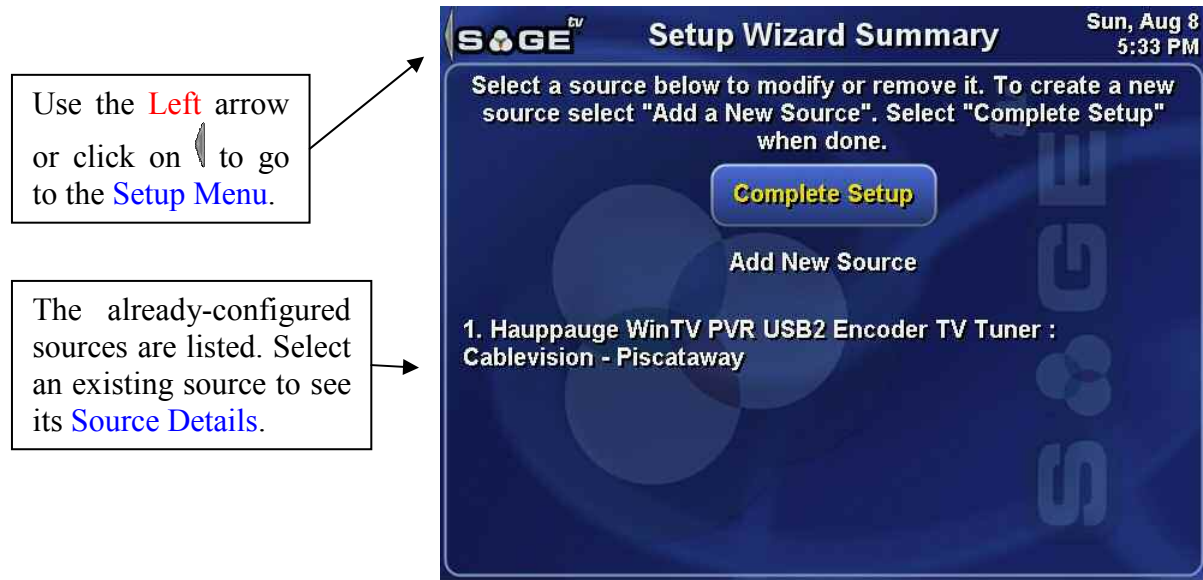 SAGE tv
Setup Wizard Summary
Sun, Aug 8
5:33 PM
Use the Left arrow
or click on to go
to the Setup Menu.
Select a source below to modify or remove it. To create a new
source select "Add a New Source". Select "Complete Setup"
when done.
Complete Setup
Add New Source
The already-configured
sources are listed. Select
an existing source to see
its Source Details.
1. Hauppauge WinTV PVR USB2 Encoder TV Tuner :
Cablevision - Piscataway
SAGE tv